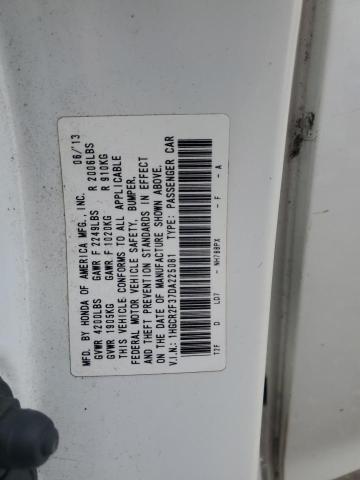 MFD. BY HONDA OF AMERICA MFG., INC. 06/13
GVWR 4200LBS GAWR F 2249LBS R 2006LBS
GVWR 1905KG GAWR F 1020KG R 910KG
THIS VEHICLE CONFORMS TO ALL APPLICABLE
FEDERAL MOTOR VEHICLE SAFETY, BUMPER,
AND THEFT PREVENTION STANDARDS IN EFFECT
ON THE DATE OF MANUFACTURE SHOWN ABOVE.
V.I.N.: 1HGCR2F37DA225081 TYPE: PASSENGER CAR
T2F D LD7 - NH788PX - F - A